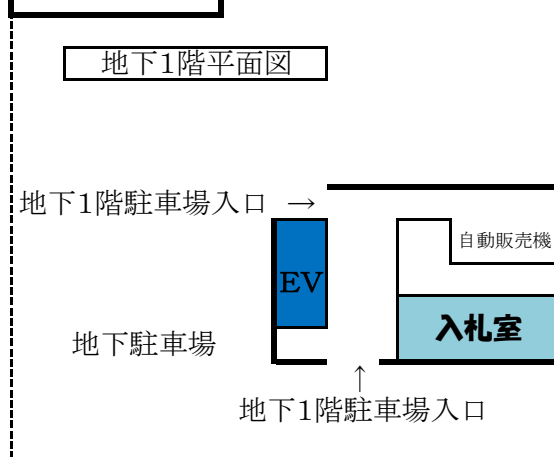 地下1階平面図
地下1階駐車場入口 →
自動販売機
EV
入札室
地下駐車場
↑
地下1階駐車場入口